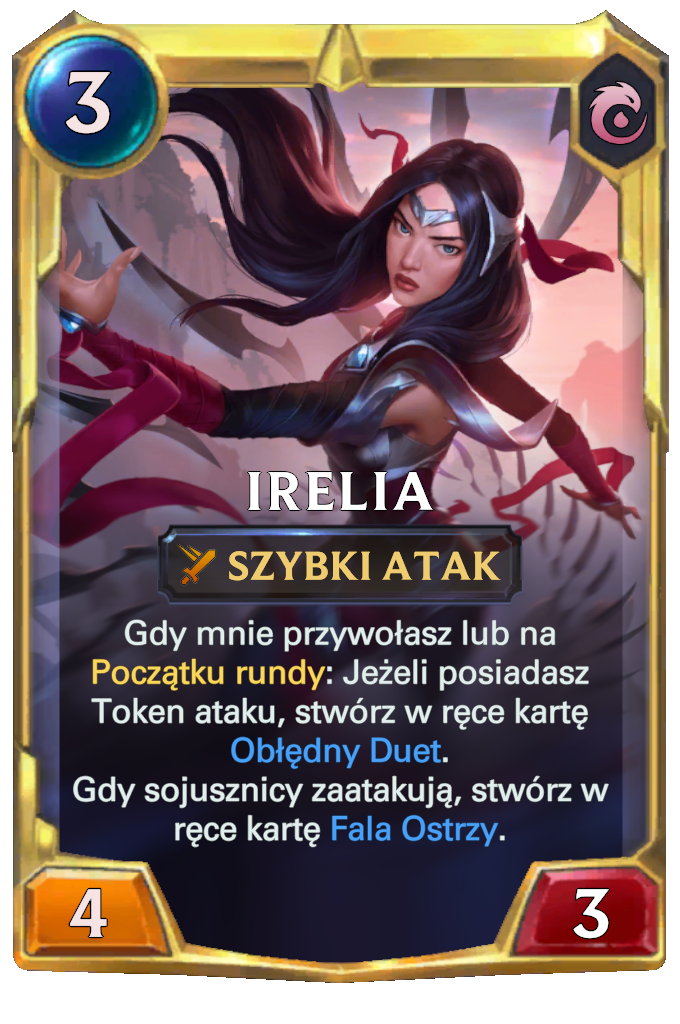 3
IRELIA
SZYBKI ATAK
Gdy mnie przywołasz lub na
Początku rundy: Jeżeli posiadasz
Token ataku, stwórz w ręce kartę
Obłędny Duet.
Gdy sojusznicy zaatakują, stwórz w
ręce kartę Fala Ostrzy.
4
3